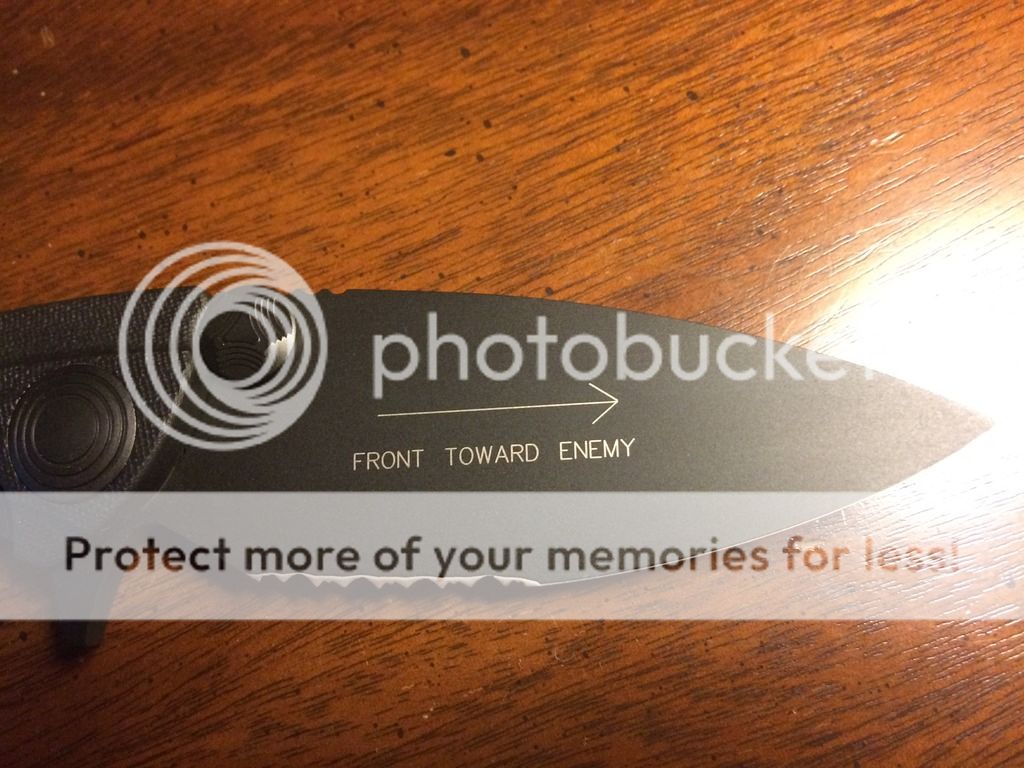 photobucket
FRONT TOWARD ENEMY
Protect more of your memories for less!